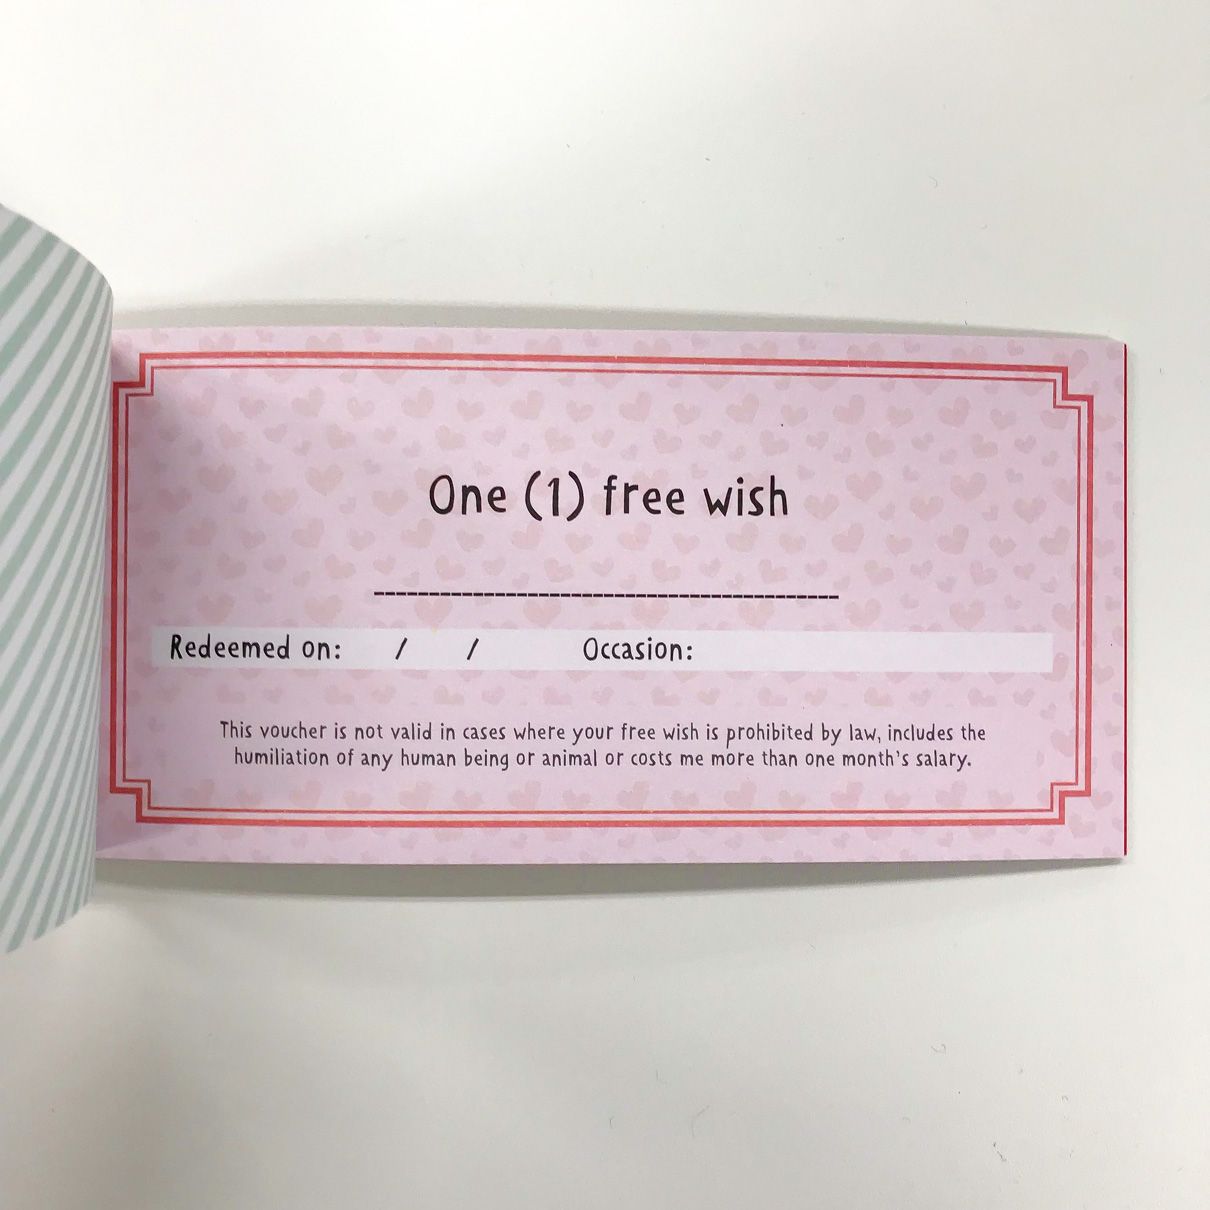 One (1) free wish
________________________________________
Redeemed on: / / Occasion:
This voucher is not valid in cases where your free wish is prohibited by law, includes the
humiliation of any human being or animal or costs me more than one month's salary.